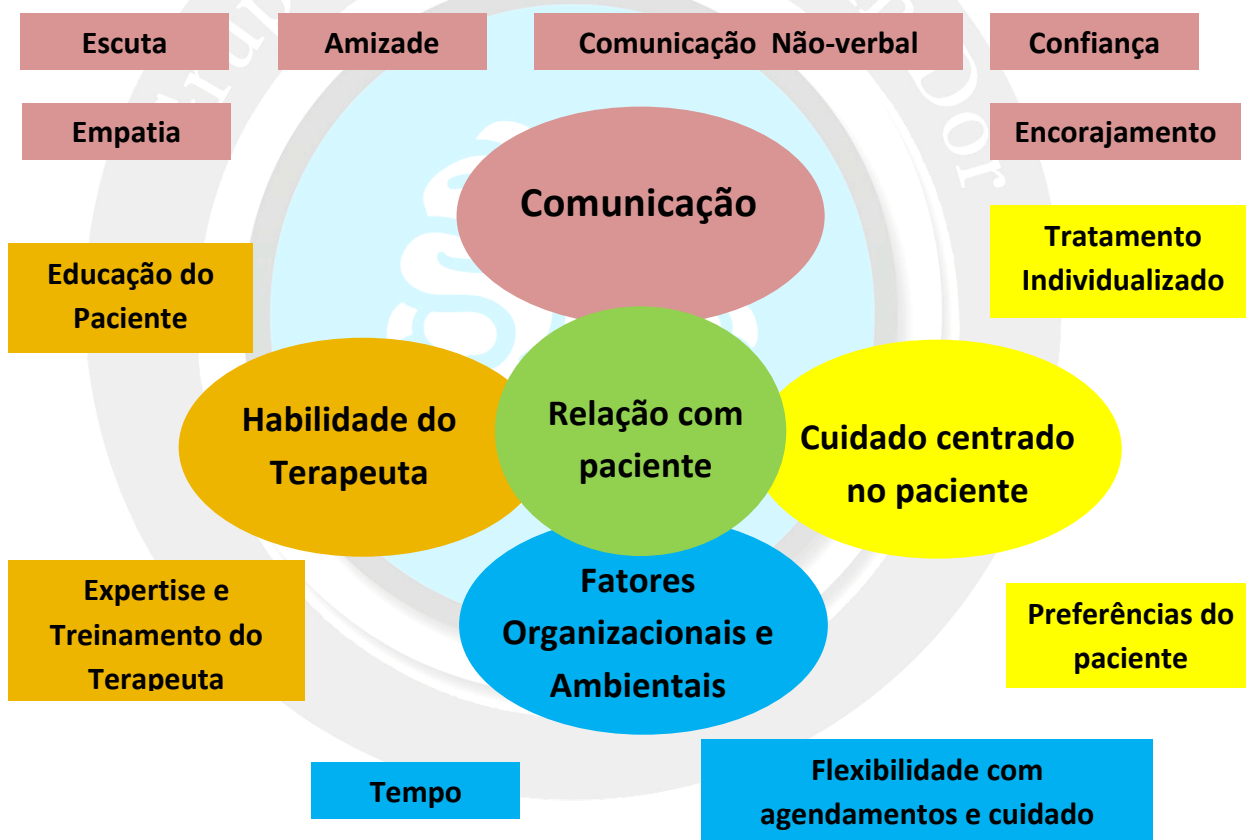 Escuta
Amizade
Comunicação Não-verbal
Confiança
Empatia
Encorajamento
Comunicação
Tratamento
Individualizado
Educação do
Paciente
Habilidade do
Terapeuta
Relação com
paciente
Cuidado centrado
no paciente
Fatores
Organizacionais e
Ambientais
Expertise e
Treinamento do
Terapeuta
Preferências do
paciente
Tempo
Flexibilidade com
agendamentos e cuidado
Dor